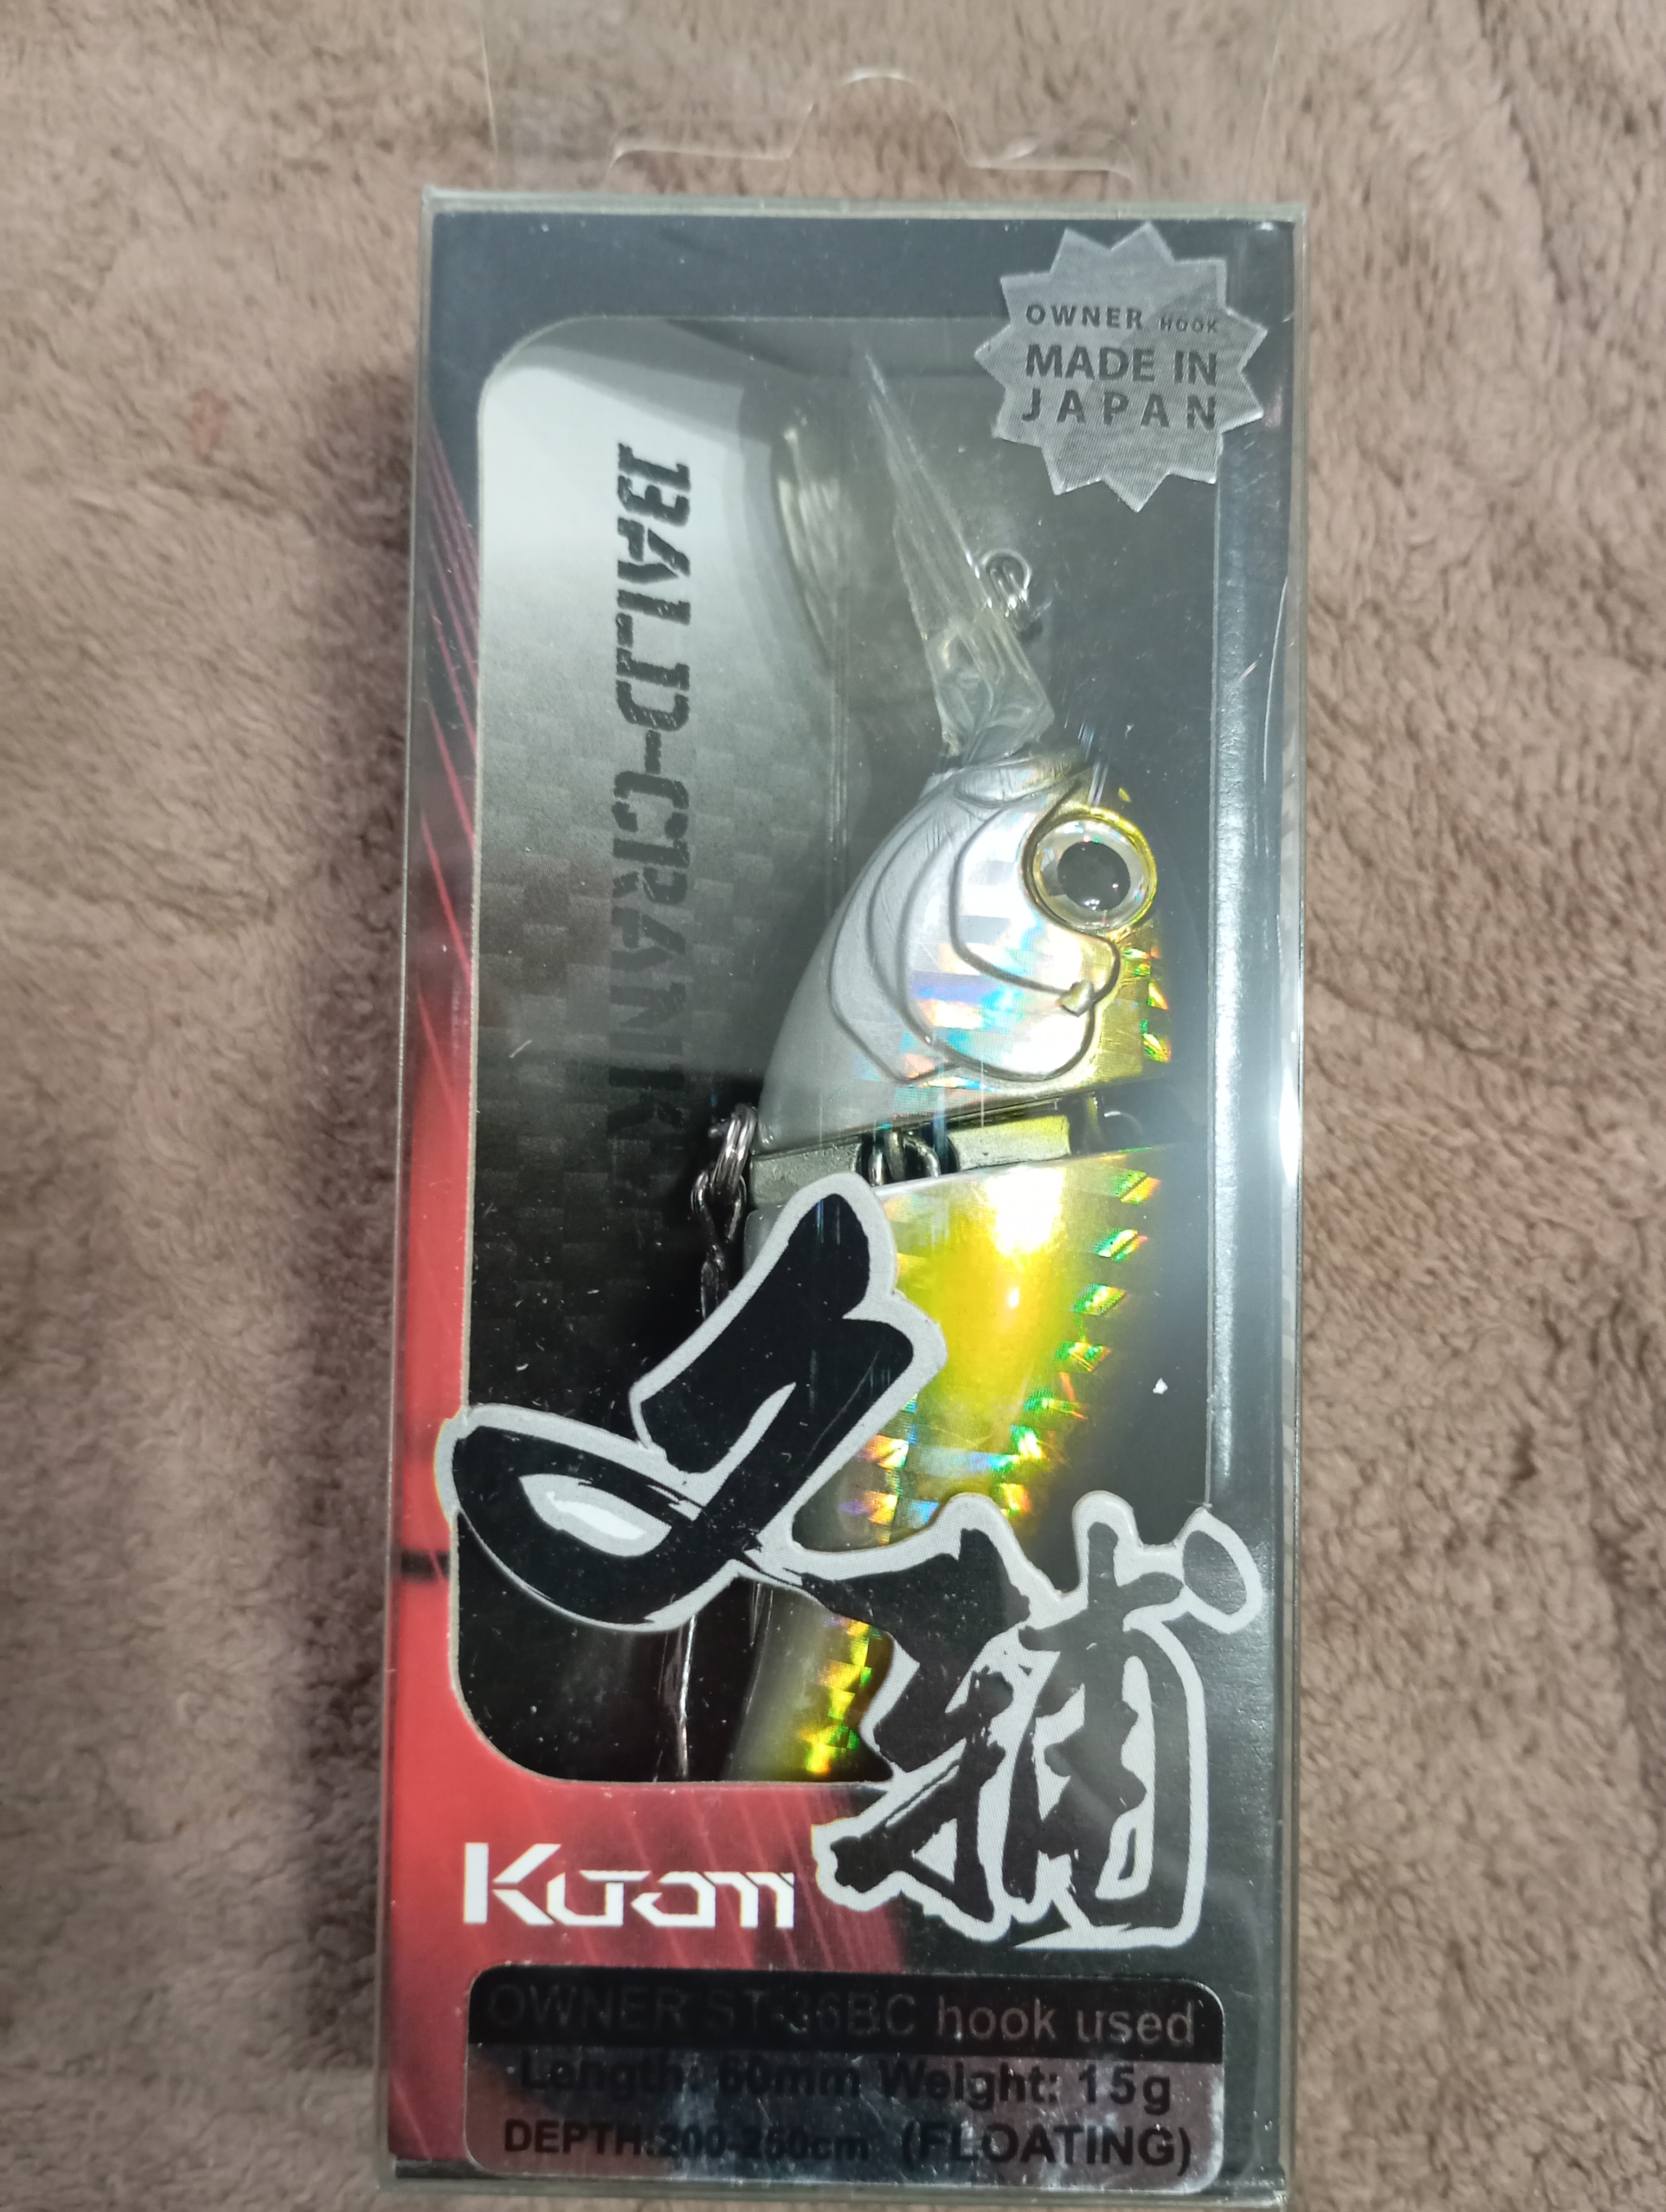 OWNER HOOK
MADE IN
JAPAN
BALLD-CRANK
Kuom
OWNER ST-36BC hook used
Length: 60mm Weight: 15g
DEPTH:200-250cm (FLOATING)